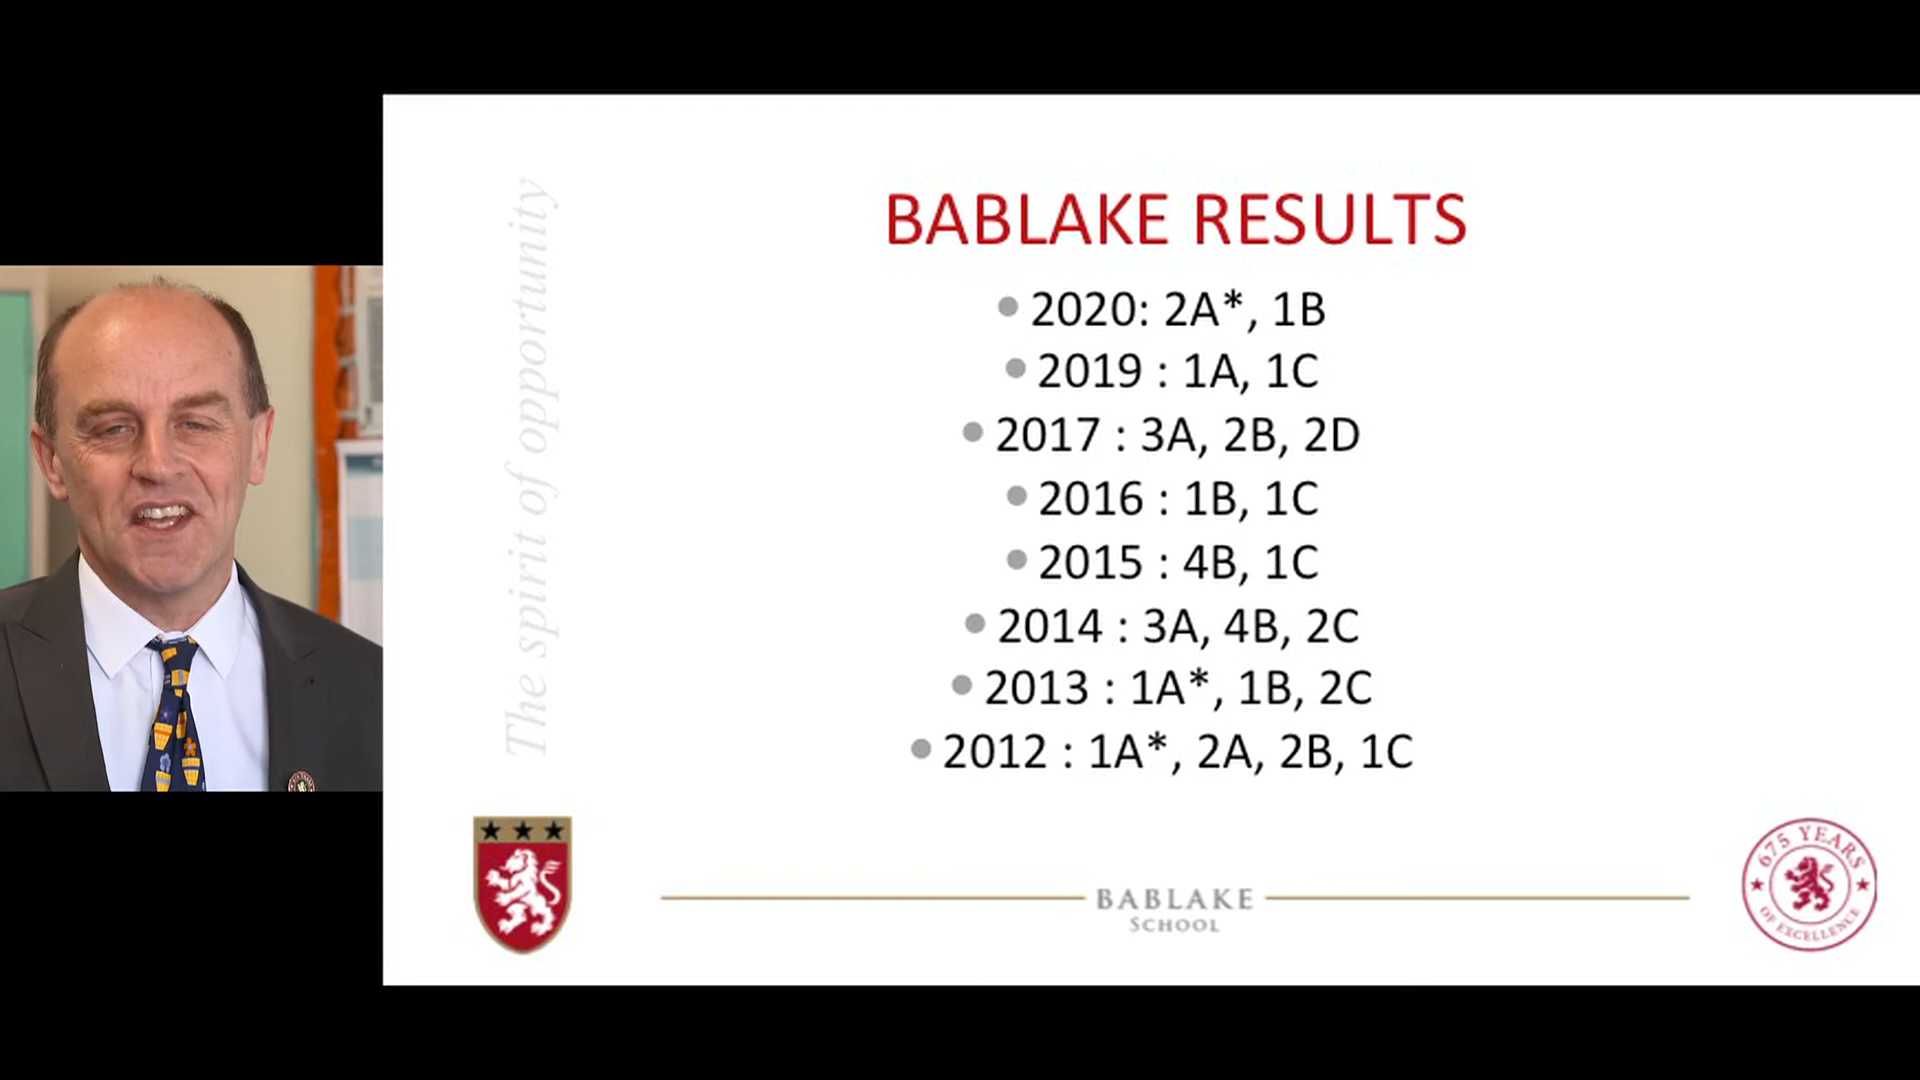 The spirit of opportunity
BABLAKE RESULTS
• 2020: 2A*, 1B
• 2019 : 1A, 1C
• 2017 : 3A, 2B, 2D
• 2016 : 1B, 1C
• 2015 : 4B, 1C
• 2014 : 3A, 4B, 2C
• 2013 : 1A*, 1B, 2C
• 2012 : 1A*, 2A, 2B, 1C
BABLAKE
SCHOOL
675 YEARS
OF EXCELLENCE